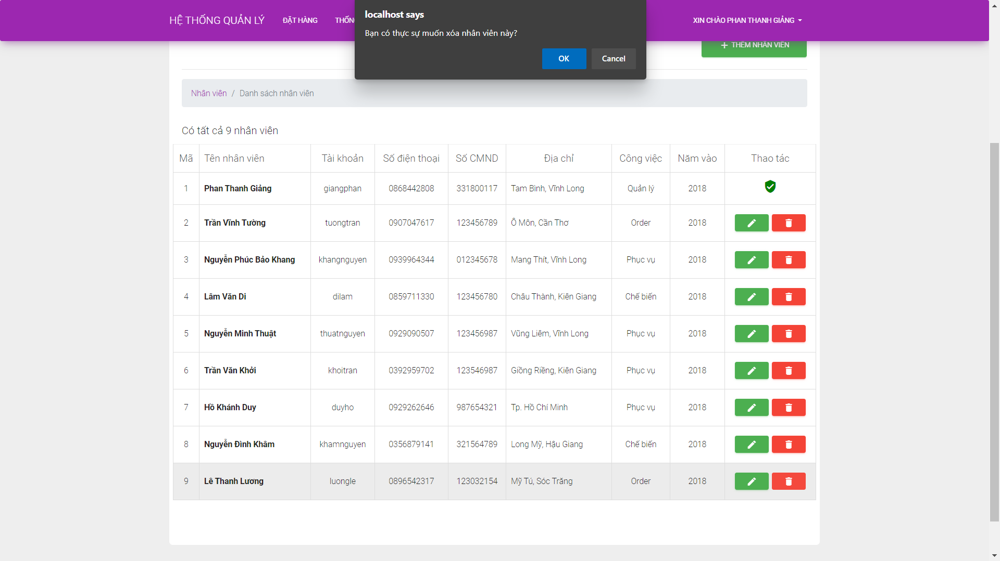 HỆ THỐNG QUẢN LÝ ĐẶT HÀNG XIN CHÀO PHAN THANH GIẢNG
localhost says
Bạn có thực sự muốn xóa nhân viên này?
OK Cancel
THÊM NHÂN VIÊN
Nhân viên / Danh sách nhân viên
Có tất cả 9 nhân viên
Mã Tên nhân viên Tài khoản Số điện thoại Số CMND Địa chỉ Công việc Năm vào Thao tác
1 Phan Thanh Giảng giangphan 0868442808 331800117 Tam Bình, Vĩnh Long Quản lý 2018
2 Trần Vĩnh Tường tuongtran 0907047617 123456789 Ô Môn, Cần Thơ Order 2018
3 Nguyễn Phúc Bảo Khang khangnguyen 0939964344 012345678 Mang Thít, Vĩnh Long Phục vụ 2018
4 Lâm Văn Di dilam 0859711330 123456780 Châu Thành, Kiên Giang Chế biến 2018
5 Nguyễn Minh Thuật thuatnguyen 0929090507 123456987 Vũng Liêm, Vĩnh Long Phục vụ 2018
6 Trần Văn Khởi khoitran 0392959702 123546987 Giồng Riềng, Kiên Giang Phục vụ 2018
7 Hồ Khánh Duy duyho 0929262646 987654321 Tp. Hồ Chí Minh Phục vụ 2018
8 Nguyễn Đình Khâm khamnguyen 0356879141 321564789 Long Mỹ, Hậu Giang Chế biến 2018
9 Lê Thanh Lương luongle 0896542317 123032154 Mỹ Tú, Sóc Trăng Order 2018